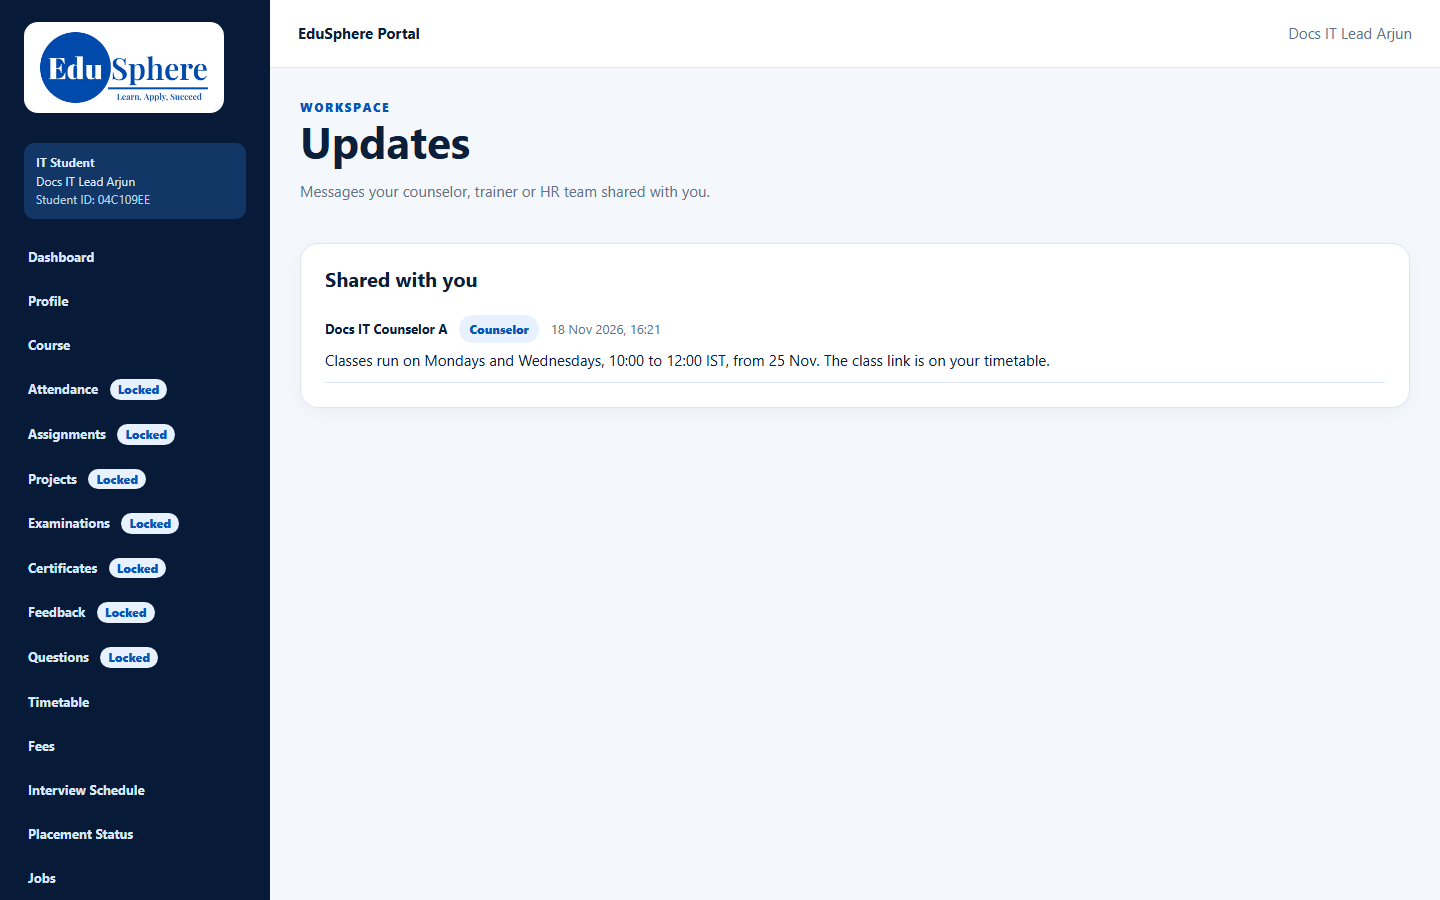 EduSphere
Learn. Apply, Succeed
IT Student
Docs IT Lead Arjun
Student ID: 04C109EE
Dashboard
Profile
Course
Attendance Locked
Assignments Locked
Projects Locked
Examinations Locked
Certificates Locked
Feedback Locked
Questions Locked
Timetable
Fees
Interview Schedule
Placement Status
Jobs
EduSphere Portal
Docs IT Lead Arjun
WORKSPACE
Updates
Messages your counselor, trainer or HR team shared with you.
Shared with you
Docs IT Counselor A Counselor 18 Nov 2026, 16:21
Classes run on Mondays and Wednesdays, 10:00 to 12:00 IST, from 25 Nov. The class link is on your timetable.